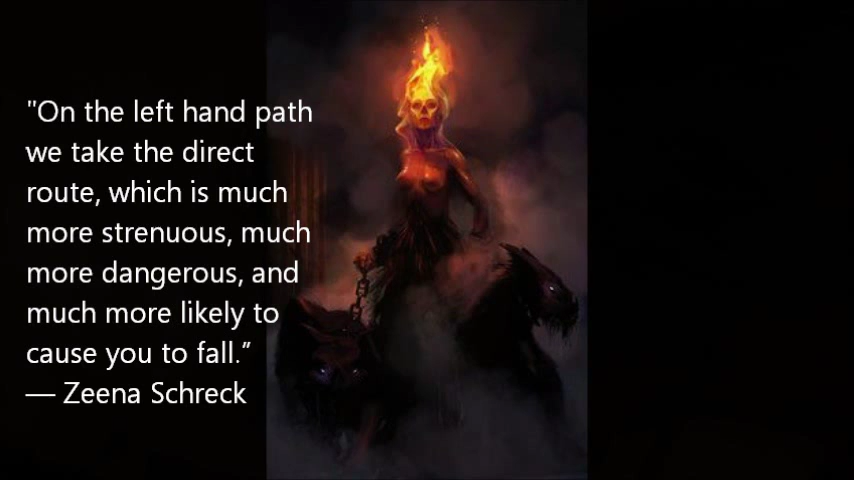 "On the left hand path
we take the direct
route, which is much
more strenuous, much
more dangerous, and
much more likely to
cause you to fall.”
— Zeena Schreck